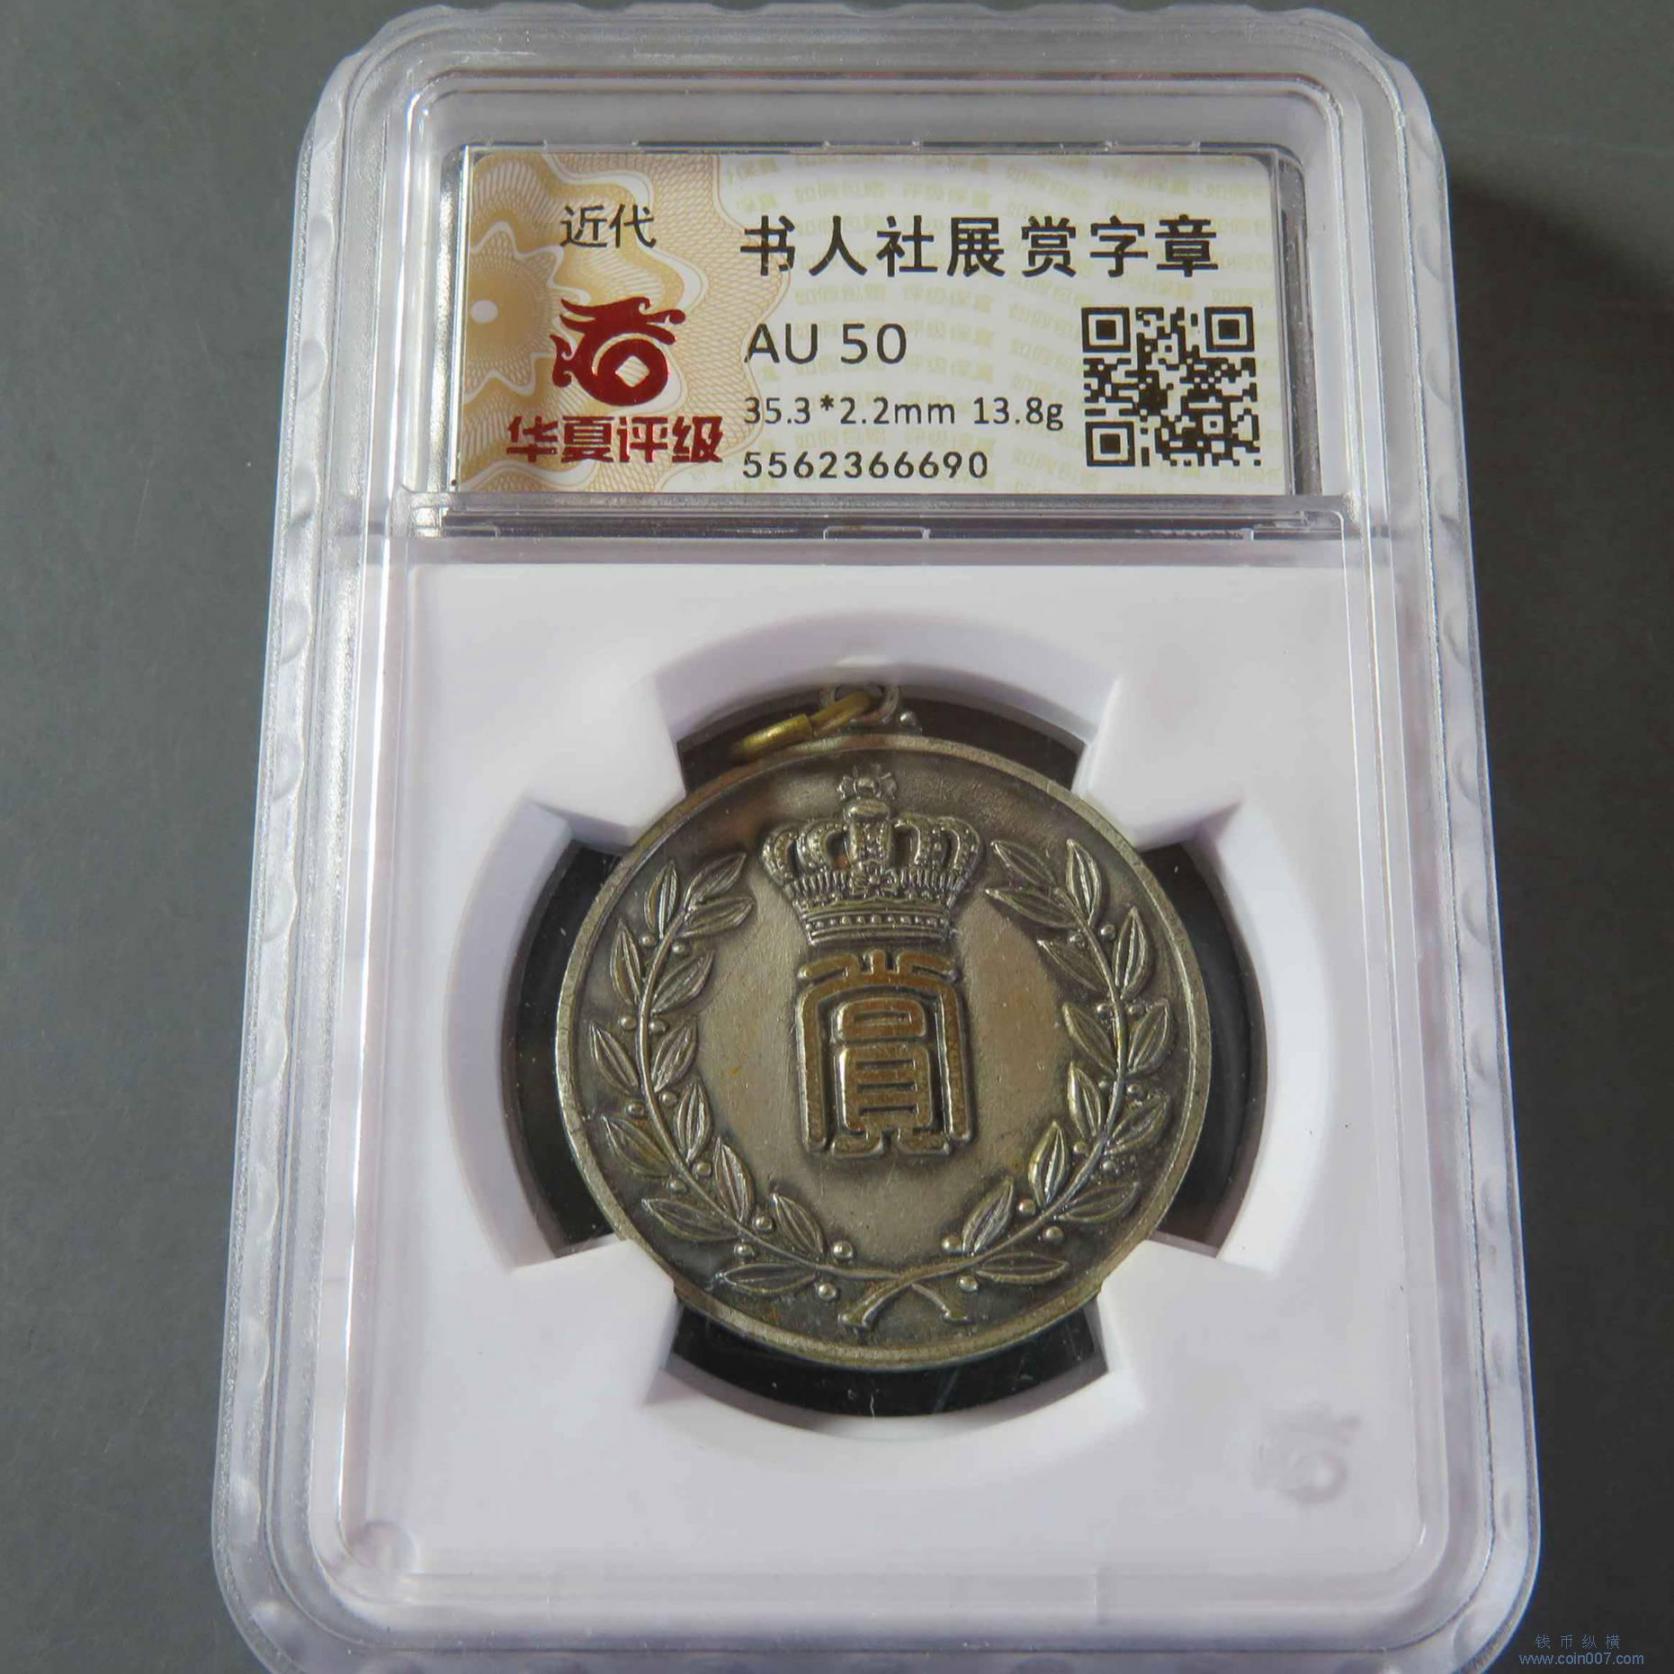 近代
华夏评级
书人社展赏字章
AU 50
35.3*2.2mm 13.8g
5562366690
賞
钱币纵横
www.coin007.com